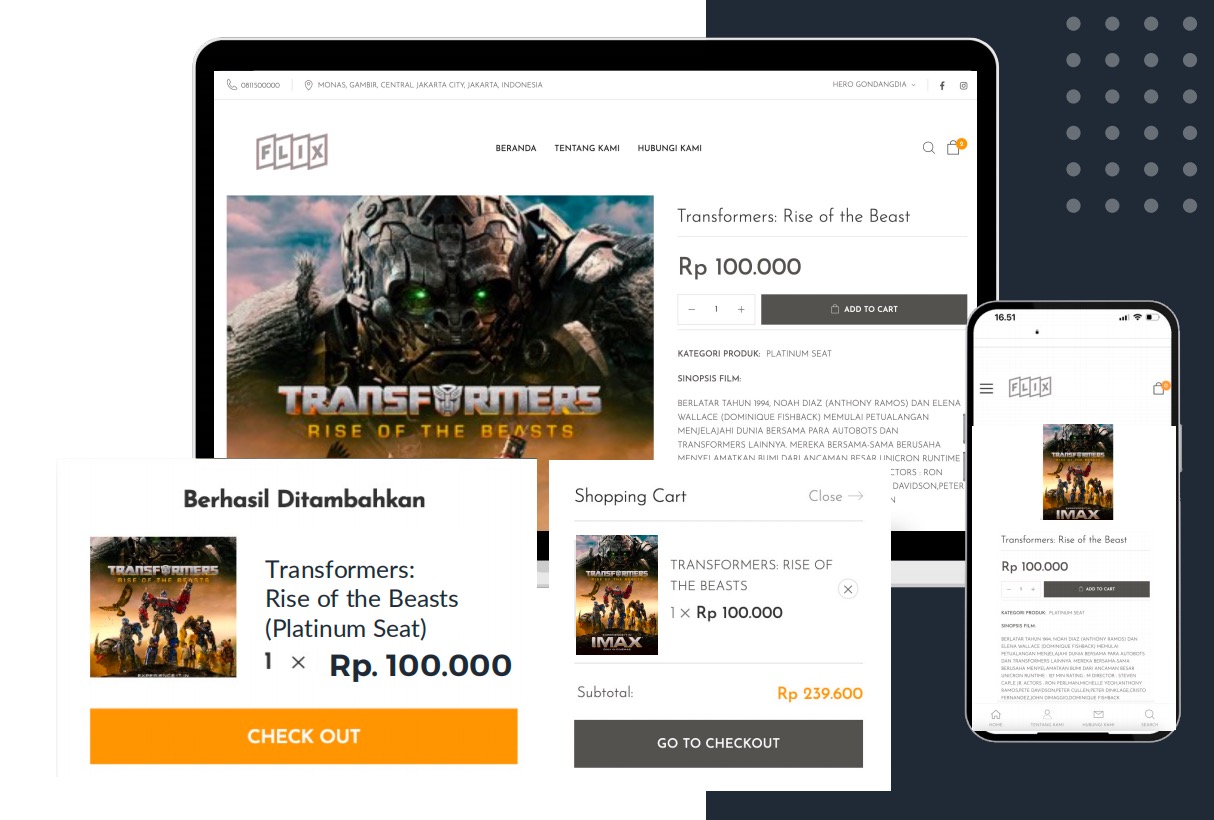 0811500000
MONAS, GAMBIR, CENTRAL JAKARTA CITY, JAKARTA, INDONESIA
HERO GONDANGDIA
FLIX
BERANDA
TENTANG KAMI
HUBUNGI KAMI
2
TRANSFORMERS
RISE OF THE BEASTS
Transformers: Rise of the Beast
Rp 100.000
− 1 +
ADD TO CART
KATEGORI PRODUK: PLATINUM SEAT
SINOPSIS FILM:
BERLATAR TAHUN 1994, NOAH DIAZ (ANTHONY RAMOS) DAN ELENA
WALLACE (DOMINIQUE FISHBACK) MEMULAI PETUALANGAN
MENJELAJAHI DUNIA BERSAMA PARA AUTOBOTS DAN
TRANSFORMERS LAINNYA. MEREKA BERSAMA-SAMA BERUSAHA
MENYELAMATKAN BUMI DARI ANCAMAN BESAR UNICRON RUNTIME
CTORS : RON
DAVIDSON,PETER
N
Berhasil Ditambahkan
TRANSFORMERS
RISE OF THE BEASTS
EXPERIENCE IT IN
Transformers:
Rise of the Beasts
(Platinum Seat)
1 × Rp. 100.000
CHECK OUT
Shopping Cart
Close →
TRANSFORMERS
IMAX
TRANSFORMERS: RISE OF
THE BEASTS
1 × Rp 100.000
Subtotal:
Rp 239.600
GO TO CHECKOUT
16.51
FLIX
TRANSFORMERS
IMAX
Transformers: Rise of the Beast
Rp 100.000
− 1 +
ADD TO CART
KATEGORI PRODUK: PLATINUM SEAT
SINOPSIS FILM:
BERLATAR TAHUN 1994, NOAH DIAZ (ANTHONY RAMOS) DAN
ELENA WALLACE (DOMINIQUE FISHBACK) MEMULAI
PETUALANGAN MENJELAJAHI DUNIA BERSAMA PARA AUTOBOTS
DAN TRANSFORMERS LAINNYA. MEREKA BERSAMA-SAMA
BERUSAHA MENYELAMATKAN BUMI DARI ANCAMAN BESAR
UNICRON RUNTIME : 127 MIN RATING : M DIRECTOR : STEVEN
CAPLE JR. ACTORS : RON PERLMAN,MICHELLE YEOH,ANTHONY
RAMOS,PETE DAVIDSON,PETER CULLEN,PETER DINKLAGE,CRISTO
FERNANDEZ,JOHN DIMAGGIO,DOMINIQUE FISHBACK
HOME
TENTANG KAMI
HUBUNGI KAMI
SEARCH